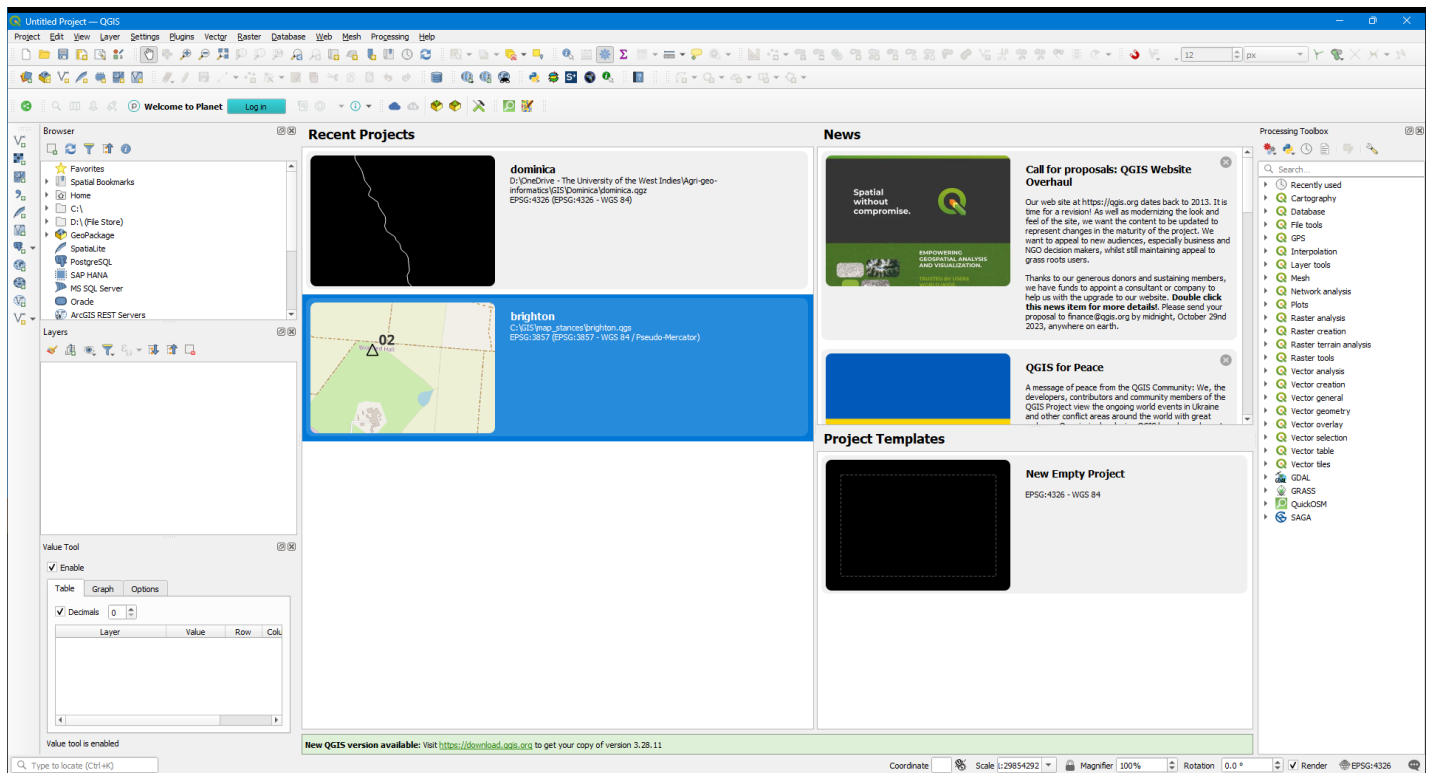 Untitled Project — QGIS
Project Edit View Layer Settings Plugins Vector Raster Database Web Mesh Processing Help
12 px
Welcome to Planet Log in
Browser
Favorites
Spatial Bookmarks
Home
C:\
D:\ (File Store)
GeoPackage
SpatiaLite
PostgreSQL
SAP HANA
MS SQL Server
Oracle
ArcGIS REST Servers
Layers
Value Tool
Enable
Table Graph Options
Decimals 0
Layer Value Row Colu
Value tool is enabled
Type to locate (Ctrl+K)
Recent Projects
dominica
D:\OneDrive - The University of the West Indies\Agri-geo-
informatics\GIS\Dominica\dominica.qgz
EPSG:4326 (EPSG:4326 - WGS 84)
02
brighton
C:\GIS\map_stances\brighton.qgs
EPSG:3857 (EPSG:3857 - WGS 84 / Pseudo-Mercator)
New QGIS version available: Visit https://download.qgis.org to get your copy of version 3.28.11
News
Spatial
without
compromise.
EMPOWERING
GEOSPATIAL ANALYSIS
AND VISUALIZATION.
TRUSTED BY USERS
WORLDWIDE
Call for proposals: QGIS Website
Overhaul
Our web site at https://qgis.org dates back to 2013. It is
time for a revision! As well as modernizing the look and
feel of the site, we want the content to be updated to
represent changes in the maturity of the project. We
want to appeal to new audiences, especially business and
NGO decision makers, whilst still maintaining appeal to
grass roots users.
Thanks to our generous donors and sustaining members,
we have funds to appoint a consultant or company to
help us with the upgrade to our website. Double click
this news item for more details!. Please send your
proposal to finance@qgis.org by midnight, October 29nd
2023, anywhere on earth.
QGIS for Peace
A message of peace from the QGIS Community: We, the
developers, contributors and community members of the
QGIS Project view the ongoing world events in Ukraine
and other conflict areas around the world with great
Project Templates
New Empty Project
EPSG:4326 - WGS 84
Processing Toolbox
Search...
Recently used
Cartography
Database
File tools
GPS
Interpolation
Layer tools
Mesh
Network analysis
Plots
Raster analysis
Raster creation
Raster terrain analysis
Raster tools
Vector analysis
Vector creation
Vector general
Vector geometry
Vector overlay
Vector selection
Vector table
Vector tiles
GDAL
GRASS
QuickOSM
SAGA
Coordinate Scale 1:29854292 Magnifier 100% Rotation 0.0 ° Render EPSG:4326